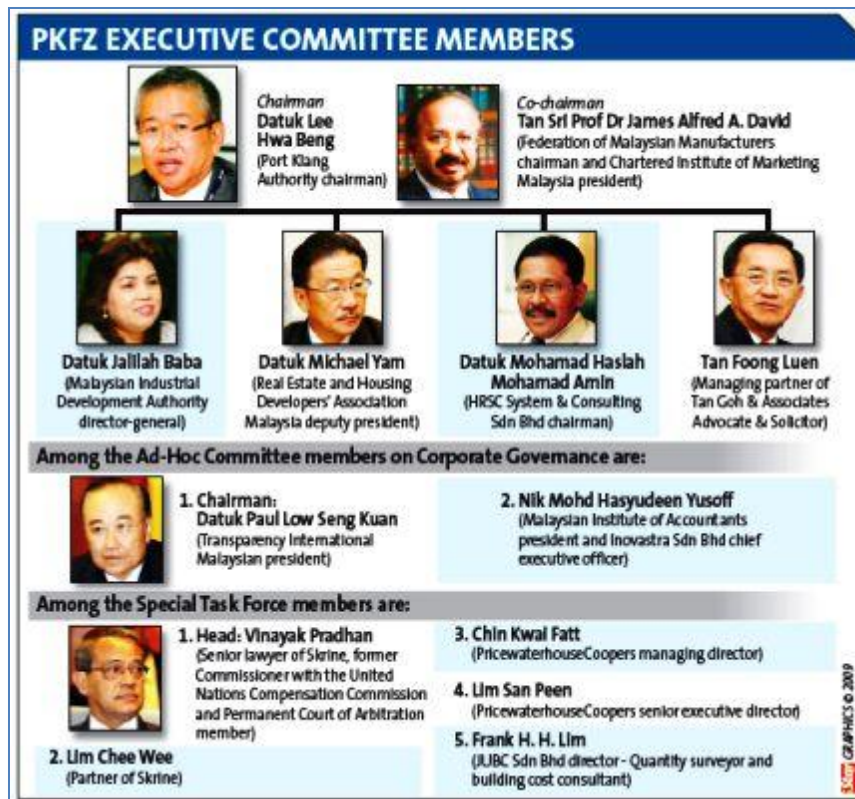 PKFZ EXECUTIVE COMMITTEE MEMBERS
Chairman
Datuk Lee
Hwa Beng
(Port Klang
Authority chairman)
Co-chairman
Tan Sri Prof Dr James Alfred A. David
(Federation of Malaysian Manufacturers
chairman and Chartered Institute of Marketing
Malaysia president)
Datuk Jalilah Baba
(Malaysian Industrial
Development Authority
director-general)
Datuk Michael Yam
(Real Estate and Housing
Developers' Association
Malaysia deputy president)
Datuk Mohamad Haslah
Mohamad Amin
(HRSC System & Consulting
Sdn Bhd chairman)
Tan Foong Luen
(Managing partner of
Tan Goh & Associates
Advocate & Solicitor)
Among the Ad-Hoc Committee members on Corporate Governance are:
1. Chairman:
Datuk Paul Low Seng Kuan
(Transparency International
Malaysian president)
2. Nik Mohd Hasyudeen Yusoff
(Malaysian Institute of Accountants
president and Inovastra Sdn Bhd chief
executive officer)
Among the Special Task Force members are:
1. Head: Vinayak Pradhan
(Senior lawyer of Skrine, former
Commissioner with the United
Nations Compensation Commission
and Permanent Court of Arbitration
member)
2. Lim Chee Wee
(Partner of Skrine)
3. Chin Kwai Fatt
(PricewaterhouseCoopers managing director)
4. Lim San Peen
(PricewaterhouseCoopers senior executive director)
5. Frank H. H. Lim
(JUBC Sdn Bhd director - Quantity surveyor and
building cost consultant)
Star GRAPHICS © 2009